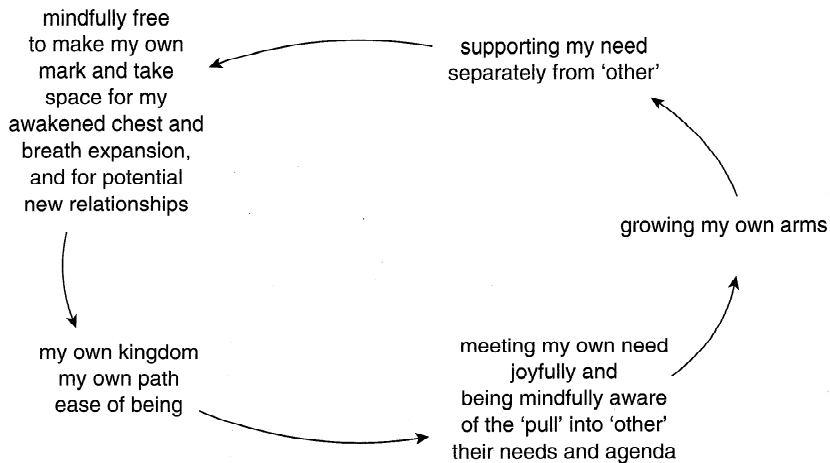 mindfully free
to make my own
mark and take
space for my
awakened chest and
breath expansion,
and for potential
new relationships
supporting my need
separately from ‘other’
growing my own arms
meeting my own need
joyfully and
being mindfully aware
of the ‘pull’ into ‘other’
their needs and agenda
my own kingdom
my own path
ease of being